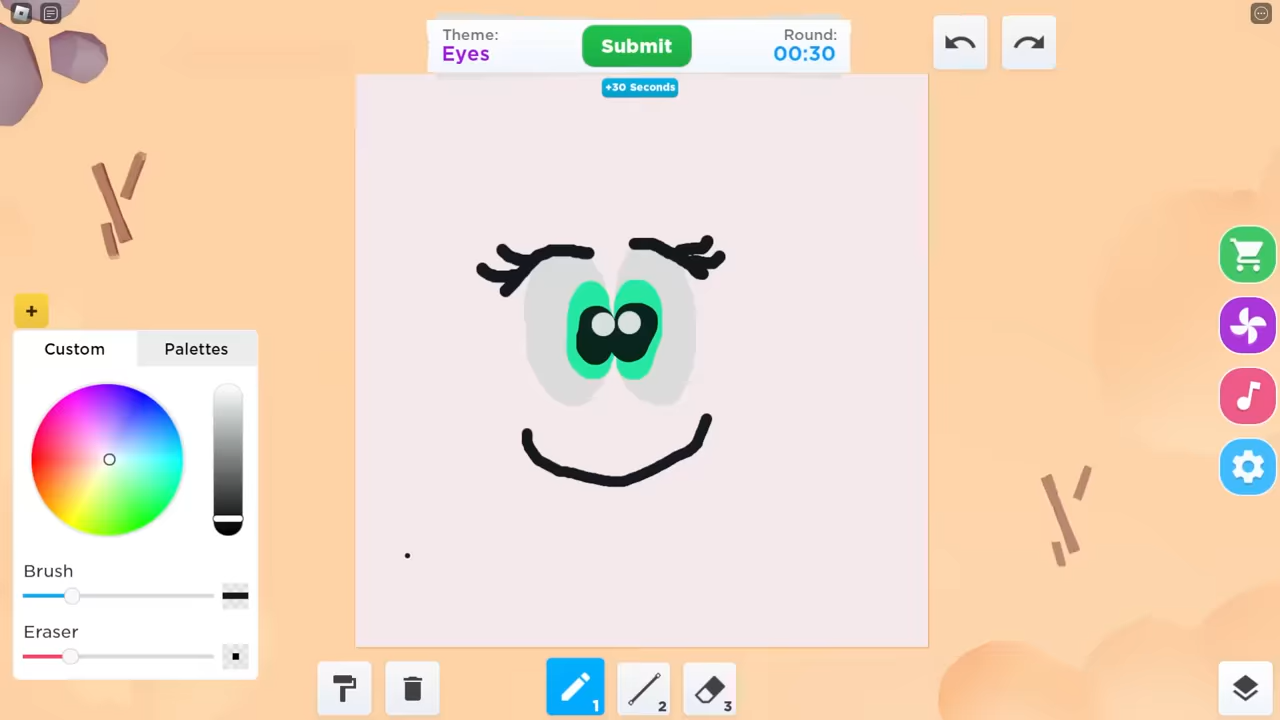 Theme:
Eyes
Submit
Round:
00:30
+30 Seconds
+
Custom
Palettes
Brush
Eraser
1
2
3